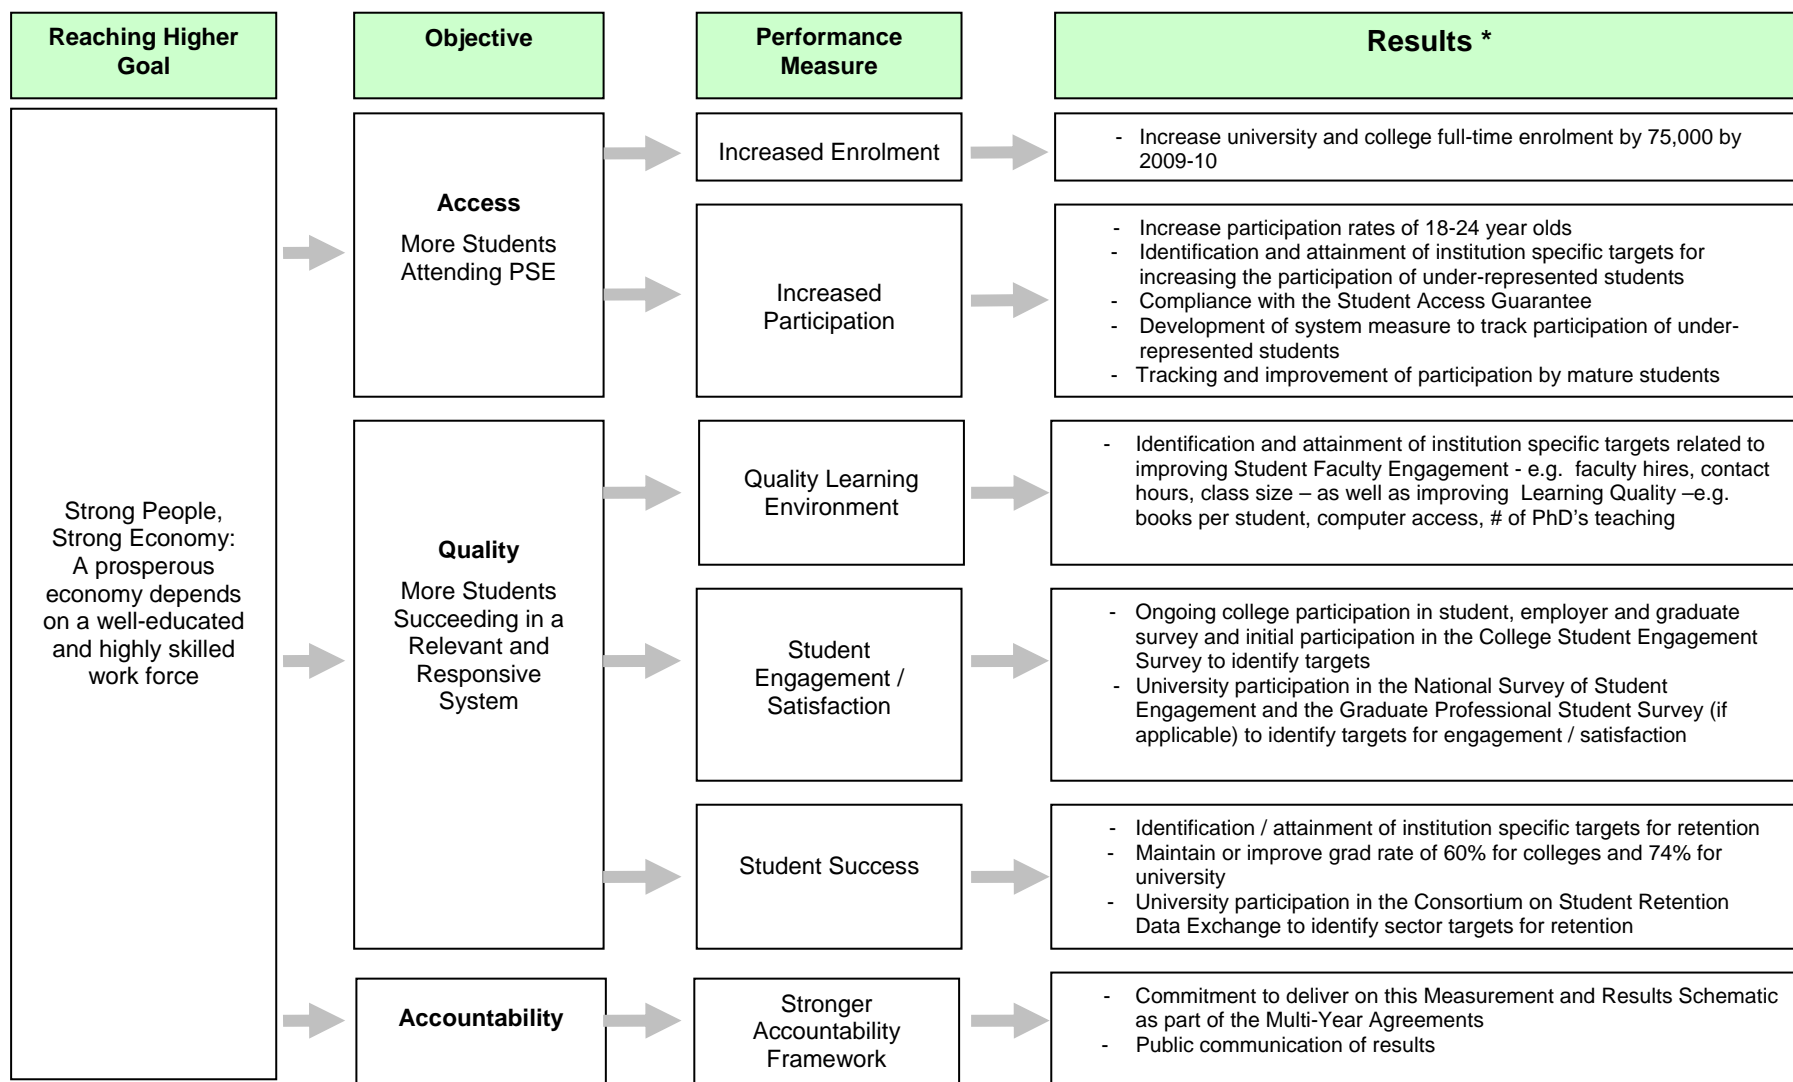 Reaching Higher
Goal
Objective
Performance
Measure
Results *
Strong People,
Strong Economy:
A prosperous
economy depends
on a well-educated
and highly skilled
work force
Access
More Students
Attending PSE
Increased Enrolment
- Increase university and college full-time enrolment by 75,000 by
2009-10
Increased
Participation
- Increase participation rates of 18-24 year olds
- Identification and attainment of institution specific targets for
increasing the participation of under-represented students
- Compliance with the Student Access Guarantee
- Development of system measure to track participation of under-
represented students
- Tracking and improvement of participation by mature students
Quality
More Students
Succeeding in a
Relevant and
Responsive
System
Quality Learning
Environment
- Identification and attainment of institution specific targets related to
improving Student Faculty Engagement - e.g. faculty hires, contact
hours, class size – as well as improving Learning Quality –e.g.
books per student, computer access, # of PhD's teaching
Student
Engagement /
Satisfaction
- Ongoing college participation in student, employer and graduate
survey and initial participation in the College Student Engagement
Survey to identify targets
- University participation in the National Survey of Student
Engagement and the Graduate Professional Student Survey (if
applicable) to identify targets for engagement / satisfaction
Student Success
- Identification / attainment of institution specific targets for retention
- Maintain or improve grad rate of 60% for colleges and 74% for
university
- University participation in the Consortium on Student Retention
Data Exchange to identify sector targets for retention
Accountability
Stronger
Accountability
Framework
- Commitment to deliver on this Measurement and Results Schematic
as part of the Multi-Year Agreements
- Public communication of results